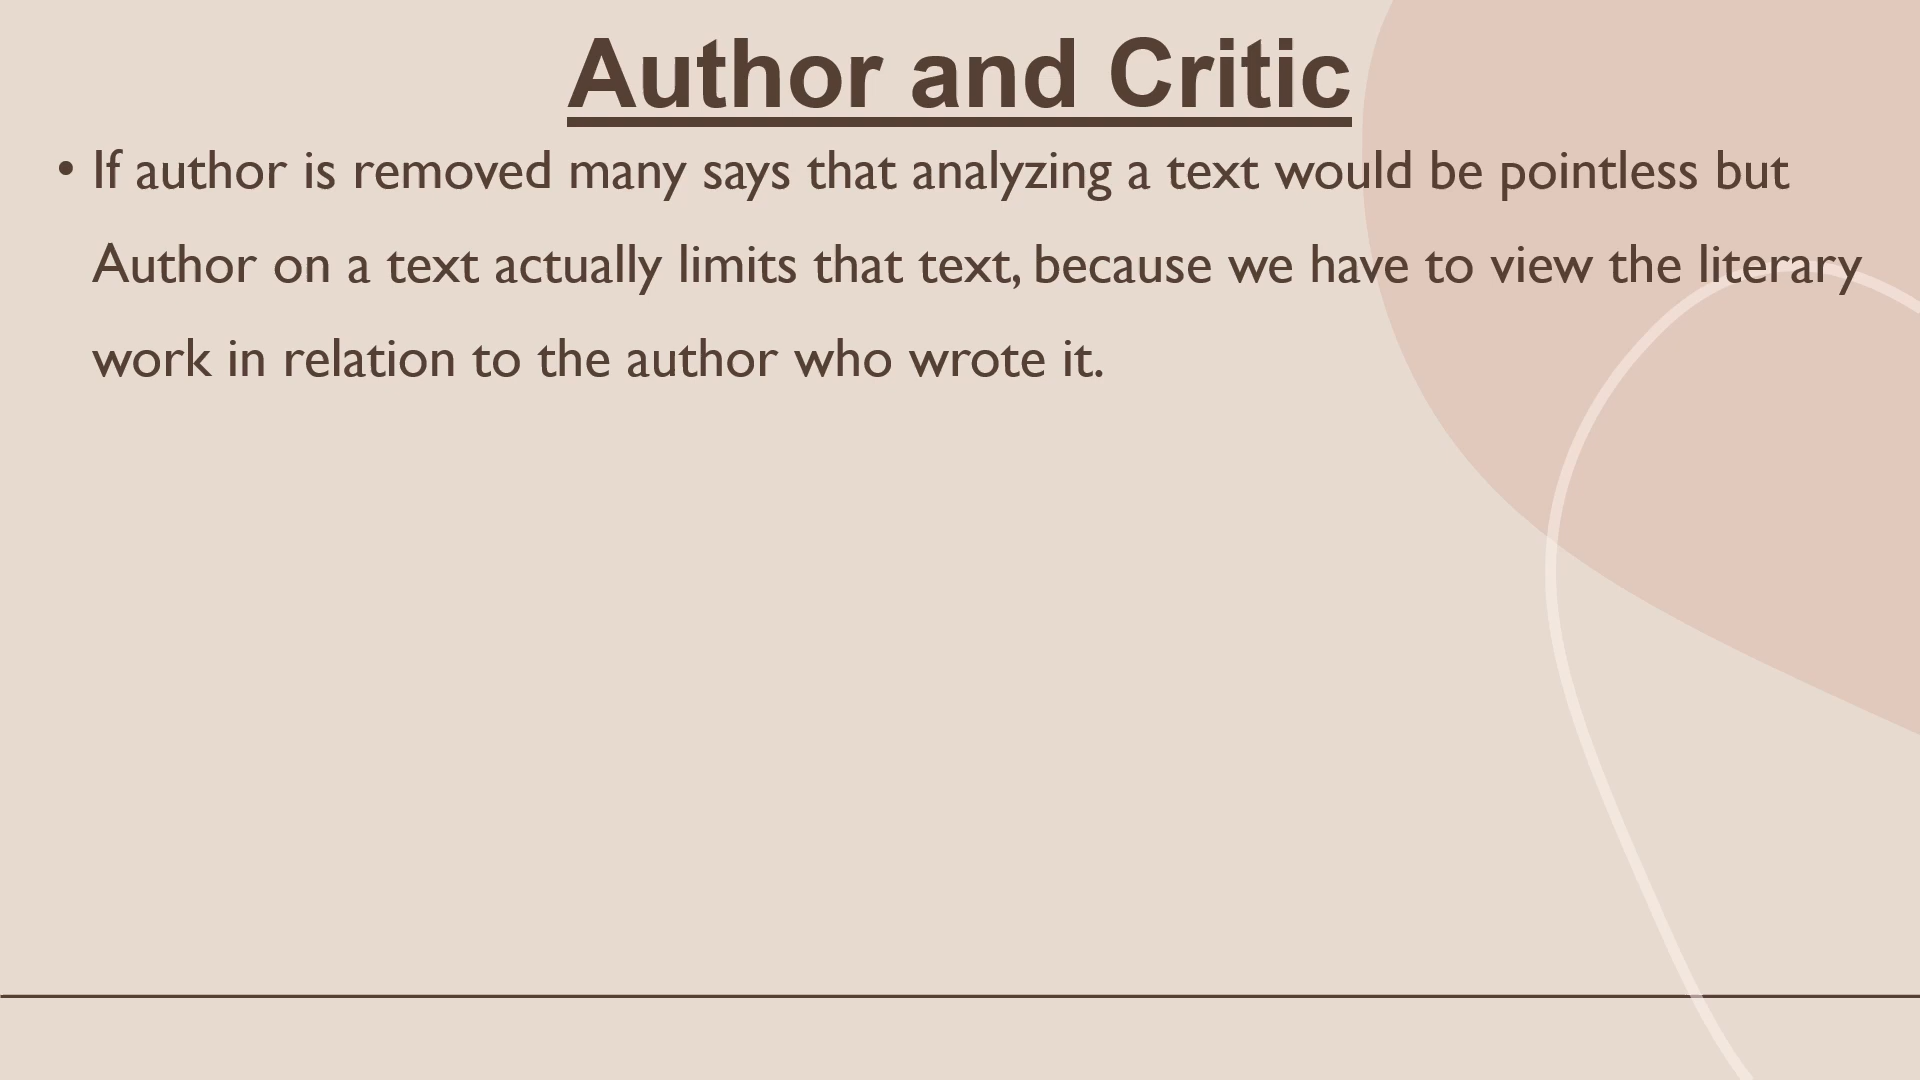 Author and Critic
• If author is removed many says that analyzing a text would be pointless but
Author on a text actually limits that text, because we have to view the literary
work in relation to the author who wrote it.